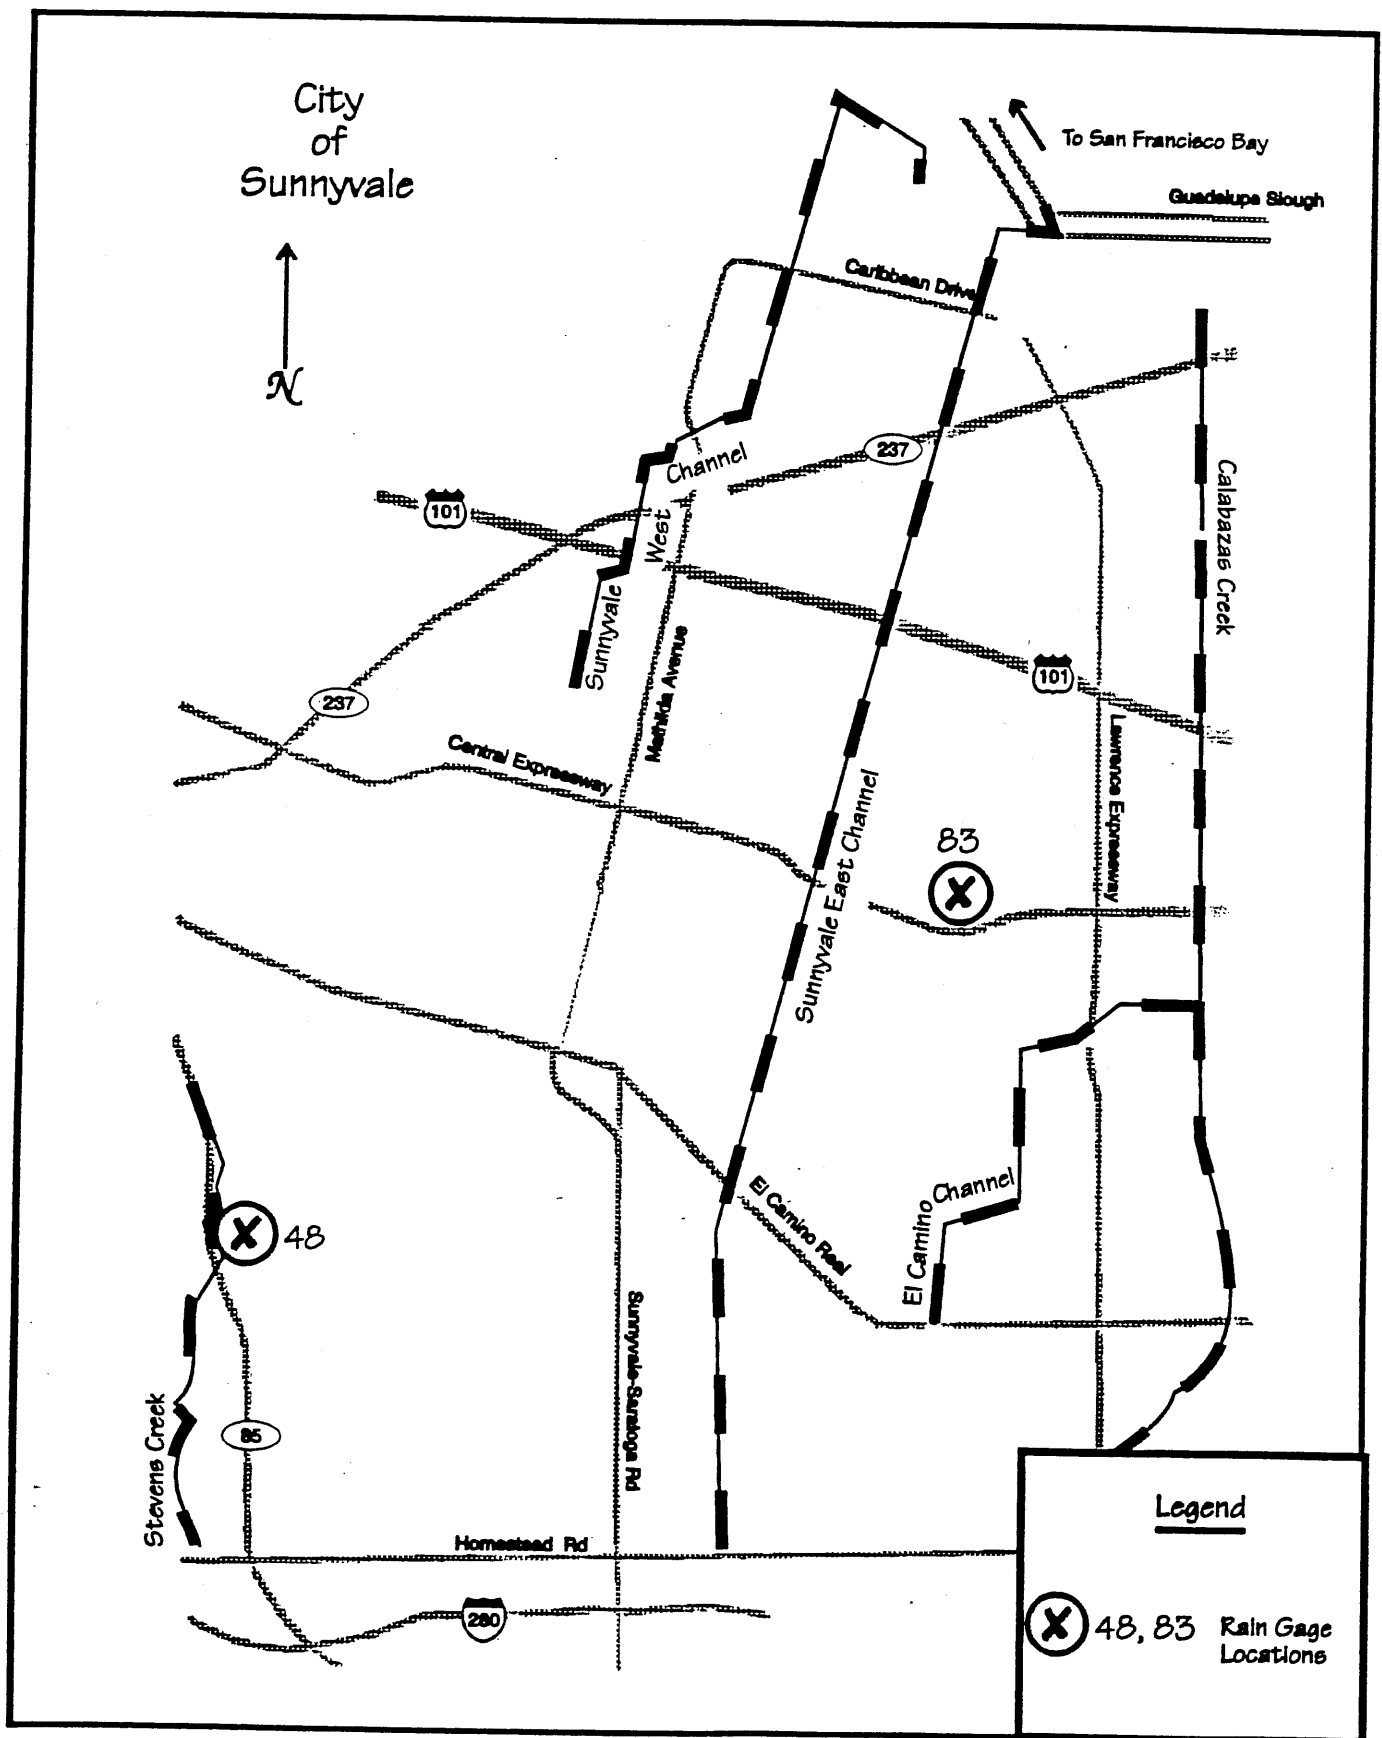 City
of
Sunnyvale
To San Francisco Bay
Guadalupe Slough
N
Caribbean Drive
237
Channel
101
West
Calabazas Creek
Sunnyvale
Mathilda Avenue
101
237
Central Expressway
Lawrence Expressway
Sunnyvale East Channel
83
X
El Camino Real
Channel
El Camino
X 48
Sunnyvale-Saratoga Rd
Stevens Creek
85
Homestead Rd
280
Legend
X 48, 83 Rain Gage
Locations